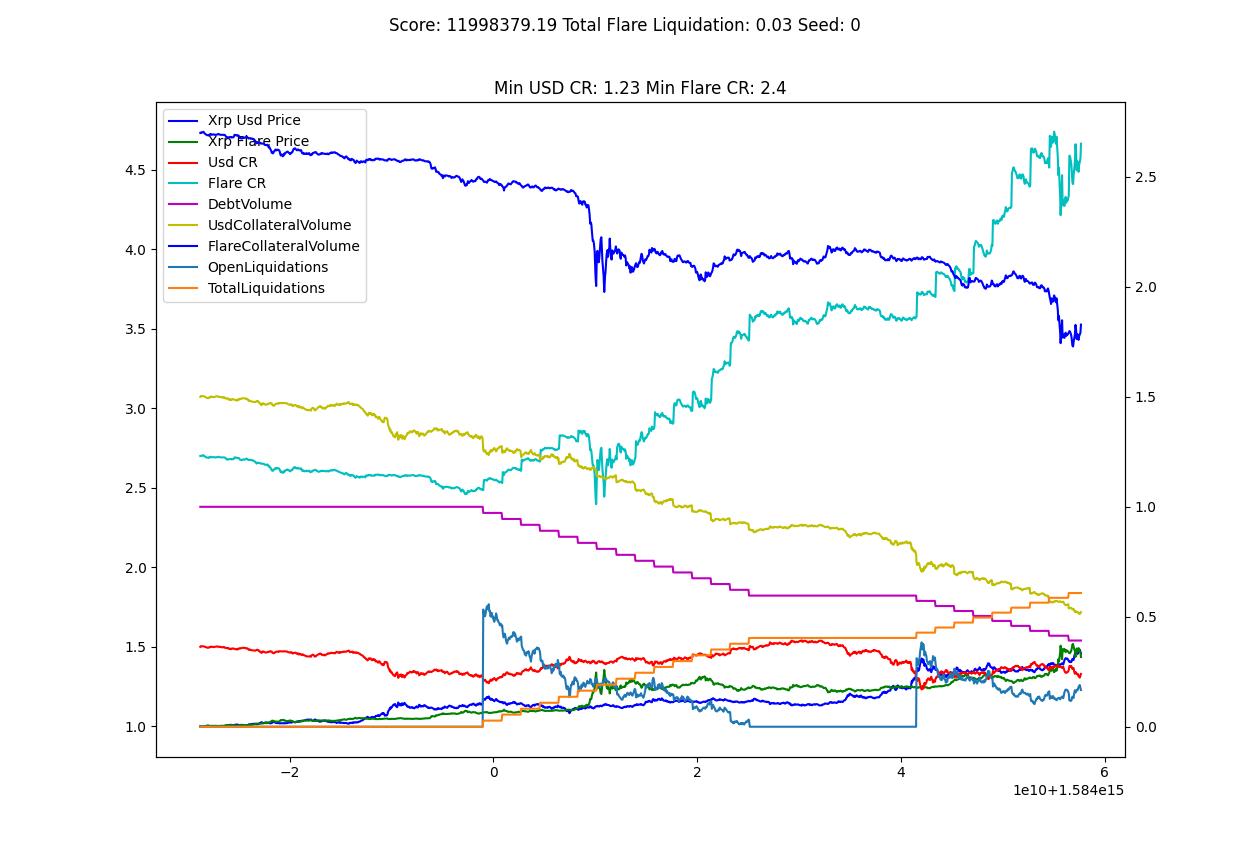 Score: 11998379.19 Total Flare Liquidation: 0.03 Seed: 0
Min USD CR: 1.23 Min Flare CR: 2.4
Xrp Usd Price
Xrp Flare Price
Usd CR
Flare CR
DebtVolume
UsdCollateralVolume
FlareCollateralVolume
OpenLiquidations
TotalLiquidations
4.5
4.0
3.5
3.0
2.5
2.0
1.5
1.0
2.5
2.0
1.5
1.0
0.5
0.0
−2 0 2 4 6
1e10+1.584e15